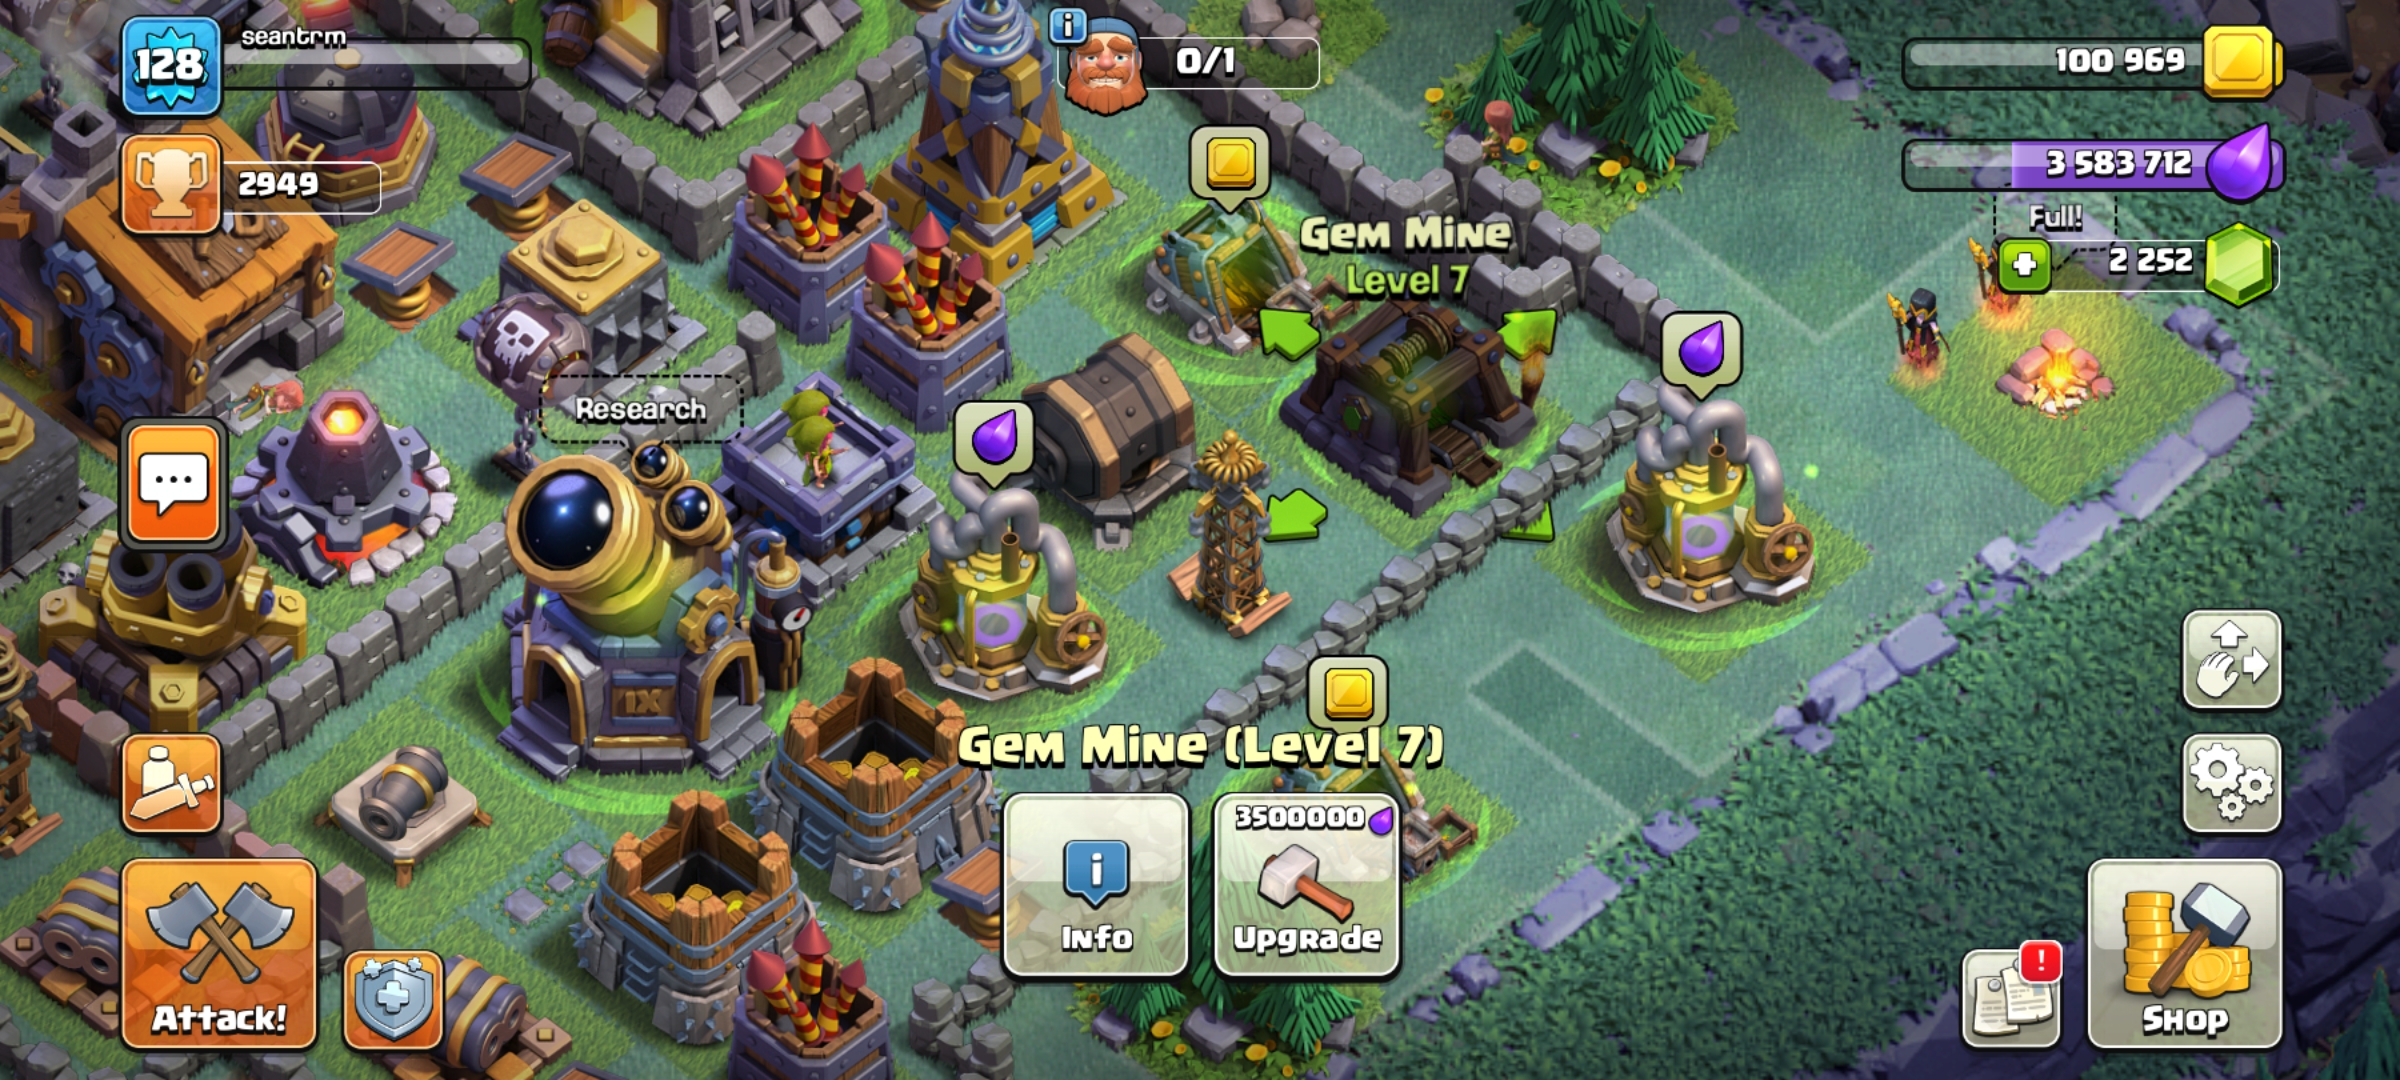 128
seantrm
0/1
100 969
2949
3 583 712
Full!
2 252
Gem Mine
Level 7
Research
IX
Gem Mine (Level 7)
3500000
i
Info
Upgrade
Attack!
!
Shop